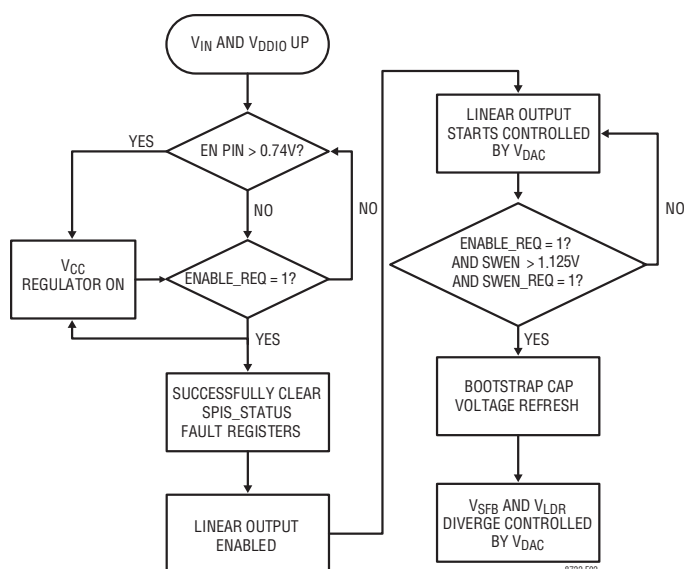 VIN AND VDDIO UP
YES
EN PIN > 0.74V?
NO
NO
VCC
REGULATOR ON
ENABLE_REQ = 1?
YES
SUCCESSFULLY CLEAR
SPIS_STATUS
FAULT REGISTERS
LINEAR OUTPUT
ENABLED
LINEAR OUTPUT
STARTS CONTROLLED
BY VDAC
NO
ENABLE_REQ = 1?
AND SWEN > 1.125V
AND SWEN_REQ = 1?
YES
BOOTSTRAP CAP
VOLTAGE REFRESH
VSFB AND VLDR
DIVERGE CONTROLLED
BY VDAC